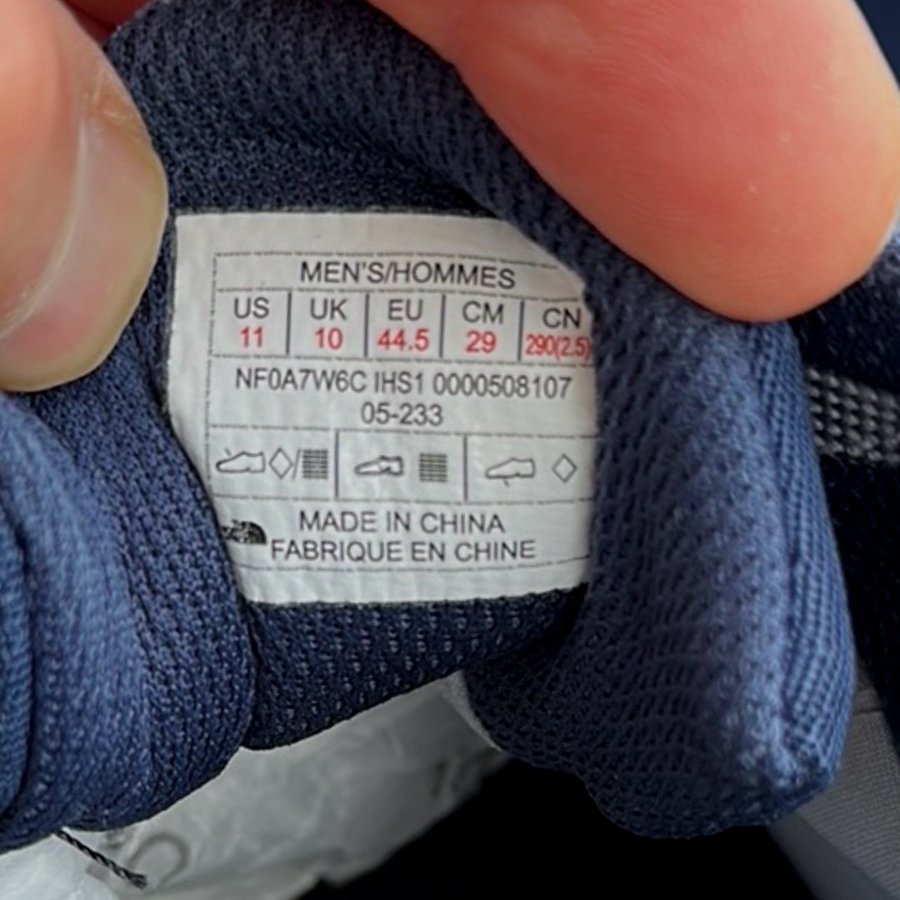 MEN'S/HOMMES
US UK EU CM CN
11 10 44.5 29 290(2.5)
NF0A7W6C IHS1 0000508107
05-233
MADE IN CHINA
FABRIQUE EN CHINE